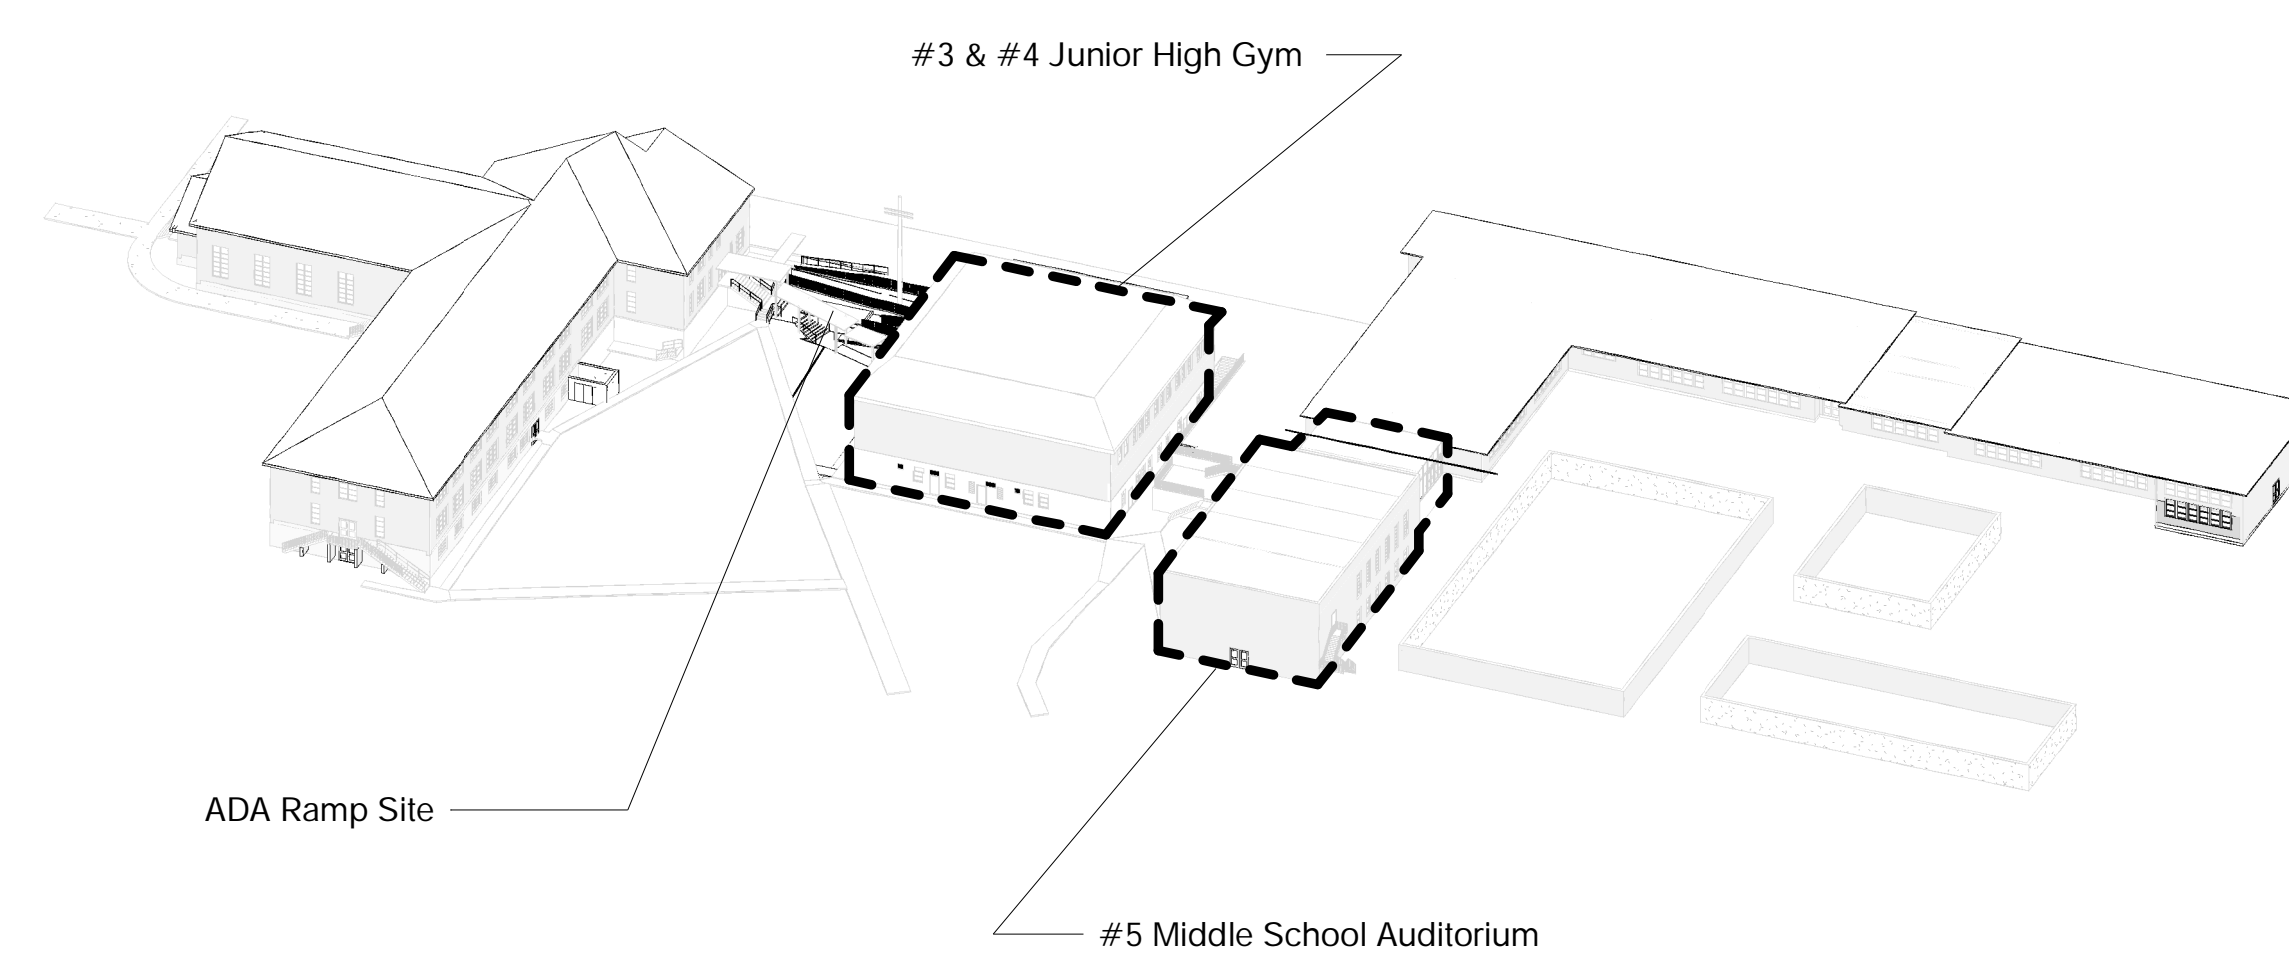 #3 & #4 Junior High Gym
ADA Ramp Site
#5 Middle School Auditorium